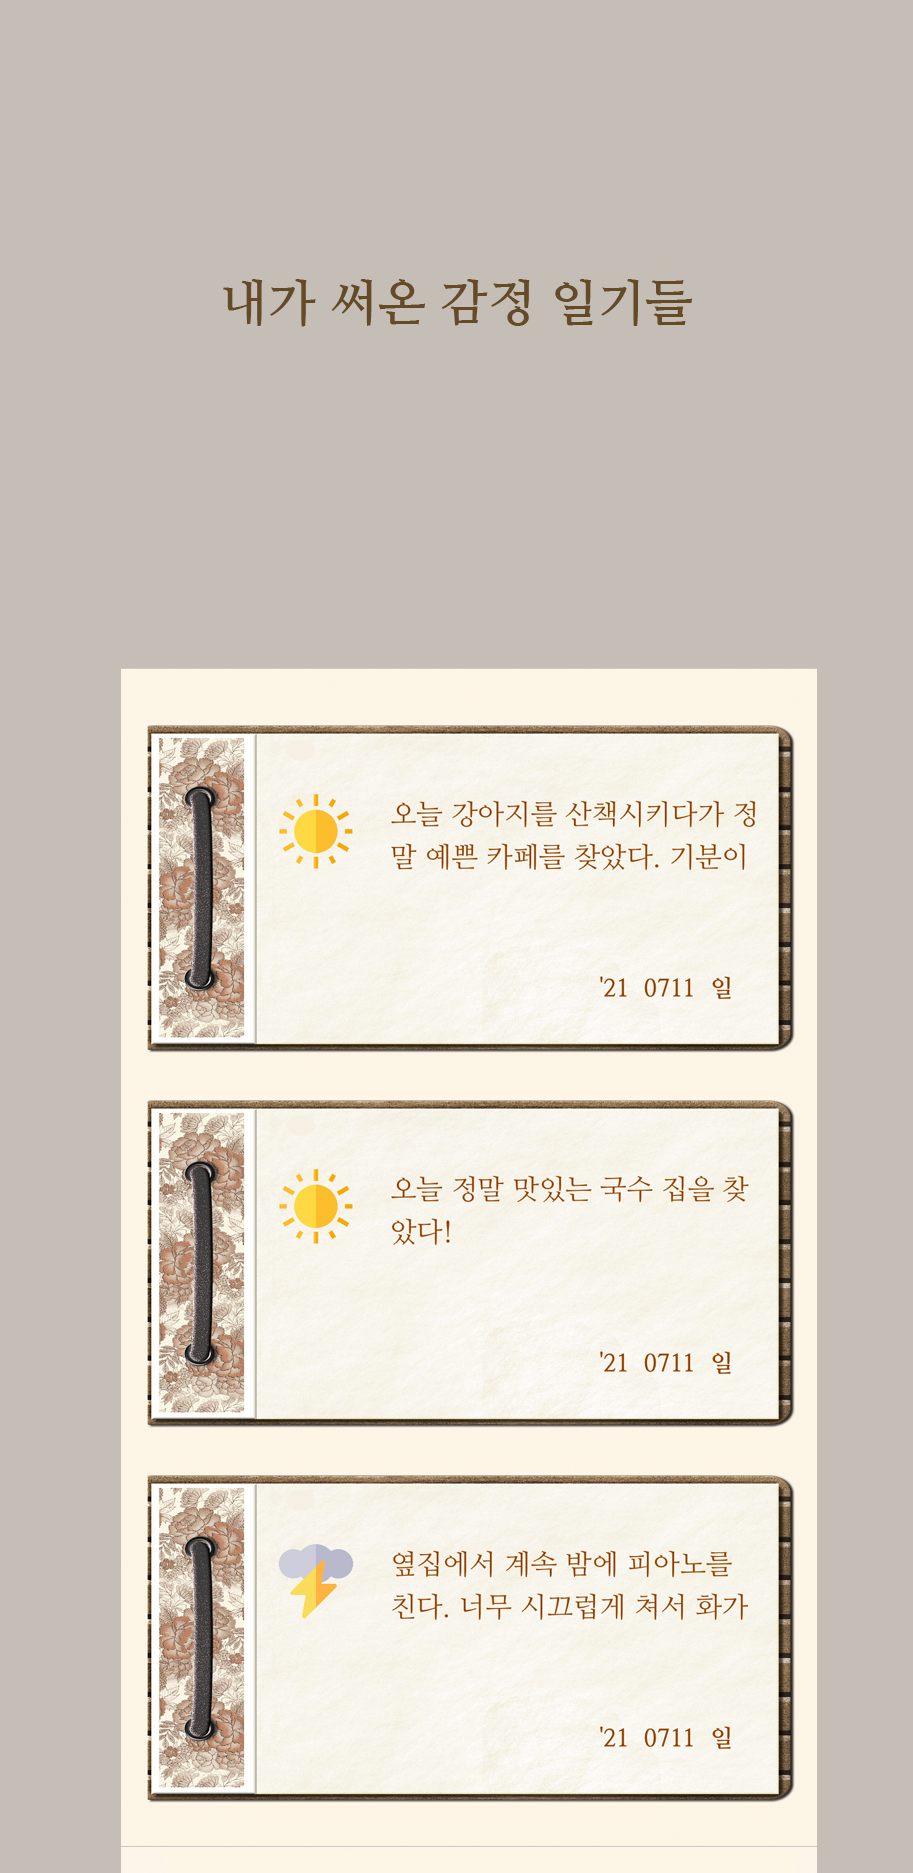 내가 써온 감정 일기들
오늘 강아지를 산책시키다가 정
말 예쁜 카페를 찾았다. 기분이
'21 0711 일
오늘 정말 맛있는 국수 집을 찾
았다!
'21 0711 일
옆집에서 계속 밤에 피아노를
친다. 너무 시끄럽게 쳐서 화가
'21 0711 일